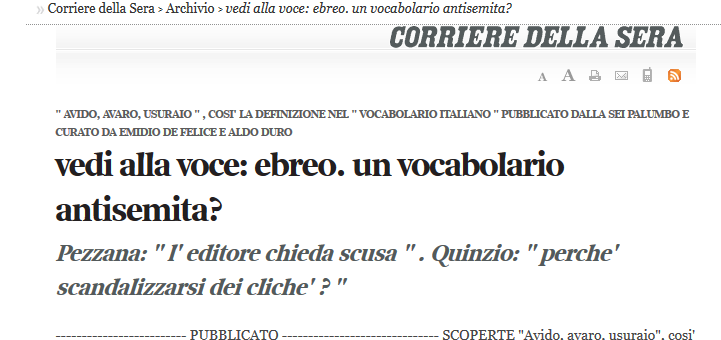 » Corriere della Sera > Archivio > vedi alla voce: ebreo. un vocabolario antisemita?
CORRIERE DELLA SERA
A A
" AVIDO, AVARO, USURAIO " , COSI' LA DEFINIZIONE NEL " VOCABOLARIO ITALIANO " PUBBLICATO DALLA SEI PALUMBO E
CURATO DA EMIDIO DE FELICE E ALDO DURO
vedi alla voce: ebreo. un vocabolario
antisemita?
Pezzana: " l' editore chieda scusa " . Quinzio: " perche'
scandalizzarsi dei cliche' ? "
------------------------- PUBBLICATO ------------------------------ SCOPERTE "Avido, avaro, usuraio", cosi'